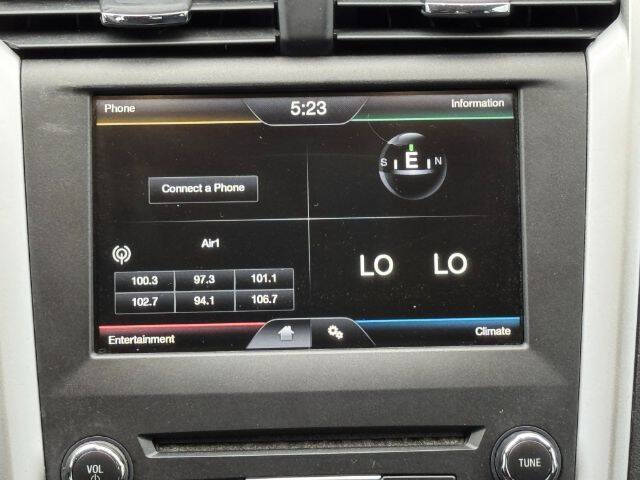 Phone 5:23 Information
S E N
Connect a Phone
Air1
LO LO
100.3 97.3 101.1
102.7 94.1 106.7
Entertainment Climate
VOL TUNE